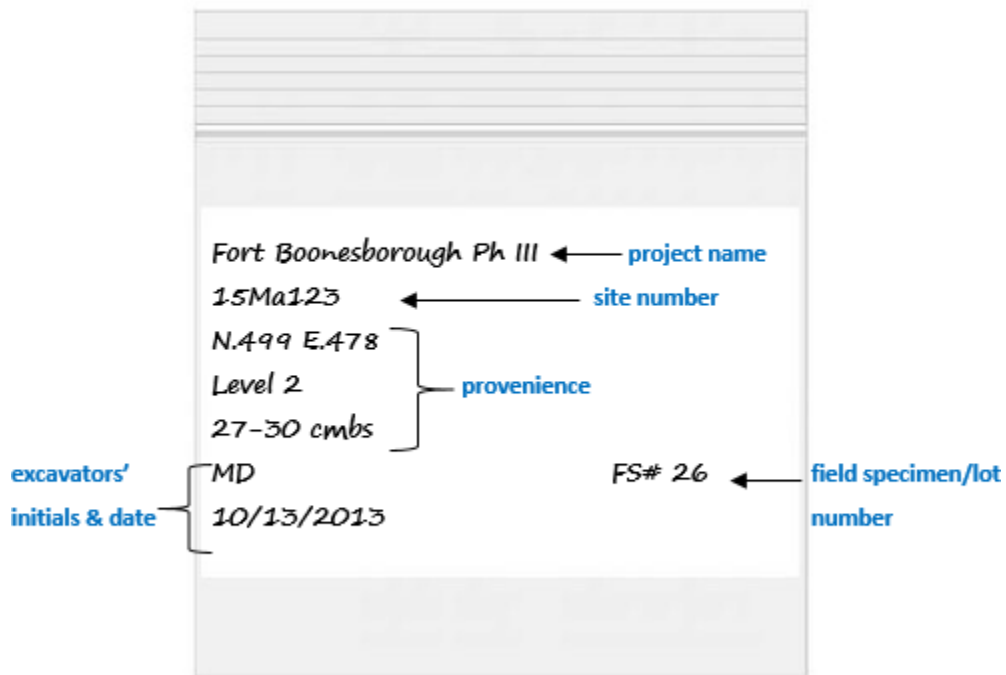 Fort Boonesborough Ph III project name
15Ma123 site number
N.499 E.478
Level 2 provenience
27-30 cmbs
excavators' MD FS# 26 field specimen/lot
initials & date 10/13/2013 number